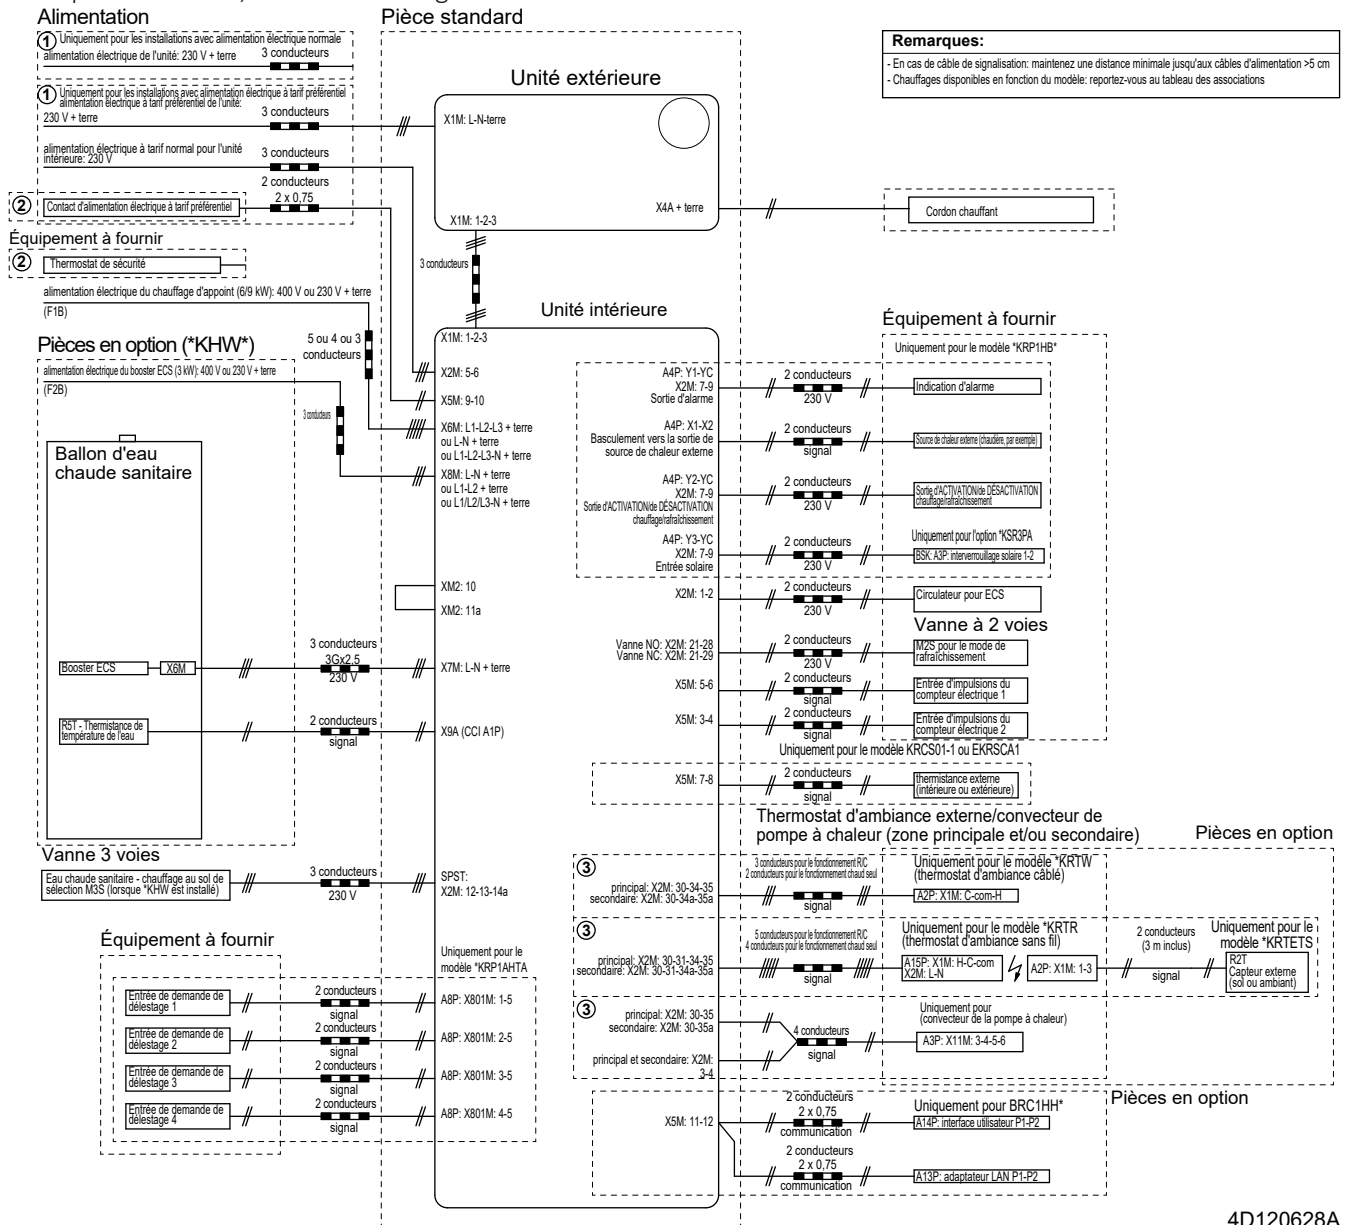 Alimentation
1 Uniquement pour les installations avec alimentation électrique normale
alimentation électrique de l'unité: 230 V + terre
3 conducteurs
1 Uniquement pour les installations avec alimentation électrique à tarif préférentiel
alimentation électrique à tarif préférentiel de l'unité:
230 V + terre
3 conducteurs
alimentation électrique à tarif normal pour l'unité
intérieure: 230 V
3 conducteurs
2 conducteurs
2 x 0,75
2 Contact d'alimentation électrique à tarif préférentiel
Équipement à fournir
2 Thermostat de sécurité
alimentation électrique du chauffage d'appoint (6/9 kW): 400 V ou 230 V + terre
(F1B)
5 ou 4 ou 3
conducteurs
Pièces en option (*KHW*)
alimentation électrique du booster ECS (3 kW): 400 V ou 230 V + terre
(F2B)
3 conducteurs
Ballon d'eau
chaude sanitaire
Booster ECS
X6M
3 conducteurs
3Gx2,5
230 V
R5T - Thermistance de
température de l'eau
2 conducteurs
signal
Vanne 3 voies
Eau chaude sanitaire - chauffage au sol de
sélection M3S (lorsque *KHW est installé)
3 conducteurs
230 V
Équipement à fournir
Entrée de demande de
délestage 1
2 conducteurs
signal
Entrée de demande de
délestage 2
2 conducteurs
signal
Entrée de demande de
délestage 3
2 conducteurs
signal
Entrée de demande de
délestage 4
2 conducteurs
signal
Pièce standard
Unité extérieure
X1M: L-N-terre
X4A + terre
X1M: 1-2-3
3 conducteurs
Unité intérieure
X1M: 1-2-3
X2M: 5-6
X5M: 9-10
X6M: L1-L2-L3 + terre
ou L-N + terre
ou L1-L2-L3-N + terre
X8M: L-N + terre
ou L1-L2 + terre
ou L1/L2/L3-N + terre
XM2: 10
XM2: 11a
X7M: L-N + terre
X9A (CCI A1P)
SPST:
X2M: 12-13-14a
Uniquement pour le
modèle *KRP1AHTA
A8P: X801M: 1-5
A8P: X801M: 2-5
A8P: X801M: 3-5
A8P: X801M: 4-5
Remarques:
- En cas de câble de signalisation: maintenez une distance minimale jusqu'aux câbles d'alimentation >5 cm
- Chauffages disponibles en fonction du modèle: reportez-vous au tableau des associations
Cordon chauffant
Équipement à fournir
Uniquement pour le modèle *KRP1HB*
A4P: Y1-YC
X2M: 7-9
Sortie d'alarme
2 conducteurs
230 V
Indication d'alarme
A4P: X1-X2
Basculement vers la sortie de
source de chaleur externe
2 conducteurs
signal
Source de chaleur externe (chaudière, par exemple)
A4P: Y2-YC
X2M: 7-9
Sortie d'ACTIVATION/de DÉSACTIVATION
chauffage/rafraîchissement
2 conducteurs
230 V
Sortie d'ACTIVATION/de DÉSACTIVATION
chauffage/rafraîchissement
A4P: Y3-YC
X2M: 7-9
Entrée solaire
2 conducteurs
230 V
Uniquement pour l'option *KSR3PA
BSK: A3P: interverrouillage solaire 1-2
X2M: 1-2
2 conducteurs
230 V
Circulateur pour ECS
Vanne à 2 voies
Vanne NO: X2M: 21-28
Vanne NC: X2M: 21-29
2 conducteurs
230 V
M2S pour le mode de
rafraîchissement
X5M: 5-6
2 conducteurs
signal
Entrée d'impulsions du
compteur électrique 1
X5M: 3-4
2 conducteurs
signal
Entrée d'impulsions du
compteur électrique 2
Uniquement pour le modèle KRCS01-1 ou EKRSCA1
X5M: 7-8
2 conducteurs
signal
thermistance externe
(intérieure ou extérieure)
Thermostat d'ambiance externe/convecteur de
pompe à chaleur (zone principale et/ou secondaire)
Pièces en option
3
principal: X2M: 30-34-35
secondaire: X2M: 30-34a-35a
3 conducteurs pour le fonctionnement R/C
2 conducteurs pour le fonctionnement chaud seul
signal
Uniquement pour le modèle *KRTW
(thermostat d'ambiance câblé)
A2P: X1M: C-com-H
3
principal: X2M: 30-31-34-35
secondaire: X2M: 30-31-34a-35a
5 conducteurs pour le fonctionnement R/C
4 conducteurs pour le fonctionnement chaud seul
signal
Uniquement pour le modèle *KRTR
(thermostat d'ambiance sans fil)
A15P: X1M: H-C-com
X2M: L-N
A2P: X1M: 1-3
2 conducteurs
(3 m inclus)
signal
Uniquement pour le
modèle *KRTETS
R2T
Capteur externe
(sol ou ambiant)
3
principal: X2M: 30-35
secondaire: X2M: 30-35a
principal et secondaire: X2M:
3-4
4 conducteurs
signal
Uniquement pour
(convecteur de la pompe à chaleur)
A3P: X11M: 3-4-5-6
Pièces en option
X5M: 11-12
2 conducteurs
2 x 0,75
communication
Uniquement pour BRC1HH*
A14P: interface utilisateur P1-P2
2 conducteurs
2 x 0,75
communication
A13P: adaptateur LAN P1-P2
4D120628A